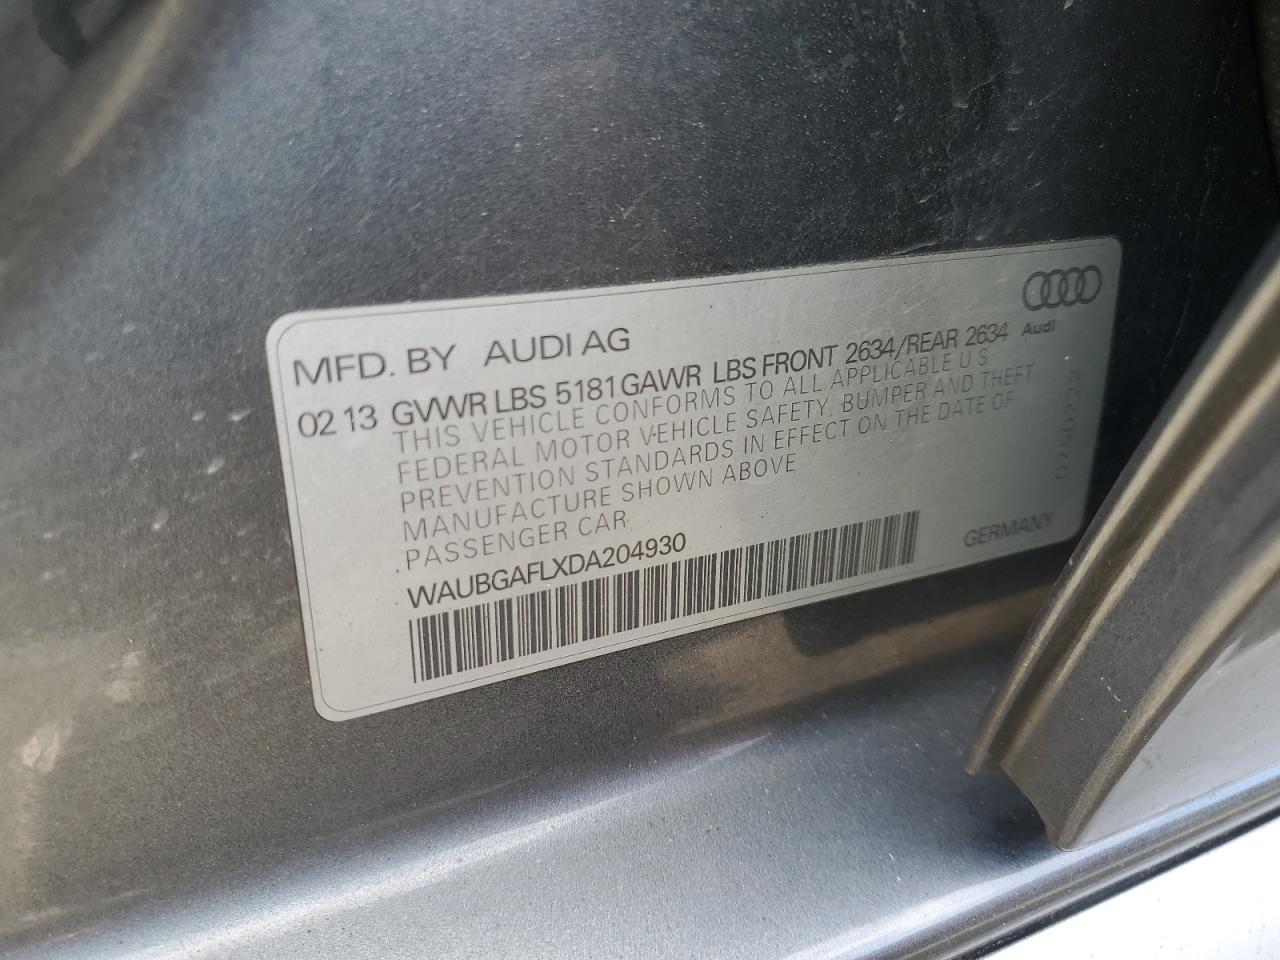 MFD. BY AUDI AG
Audi
02 13 GVWR LBS 5181 GAWR LBS FRONT 2634/REAR 2634
THIS VEHICLE CONFORMS TO ALL APPLICABLE U S
FEDERAL MOTOR VEHICLE SAFETY. BUMPER AND THEFT
PREVENTION STANDARDS IN EFFECT ON THE DATE OF
MANUFACTURE SHOWN ABOVE
PASSENGER CAR
WAUBGAFLXDA204930
GERMANY